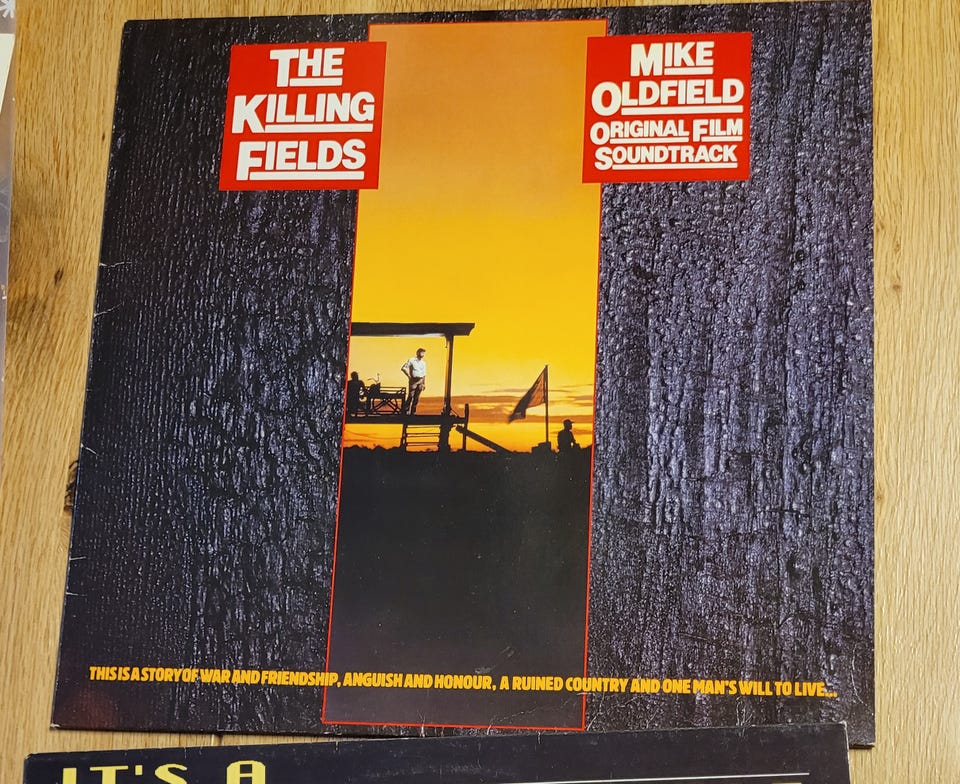 THE
KILLING
FIELDS
MIKE
OLDFIELD
ORIGINAL FILM
SOUNDTRACK
THIS IS A STORY OF WAR AND FRIENDSHIP, ANGUISH AND HONOUR, A RUINED COUNTRY AND ONE MAN'S WILL TO LIVE...
IT'S A